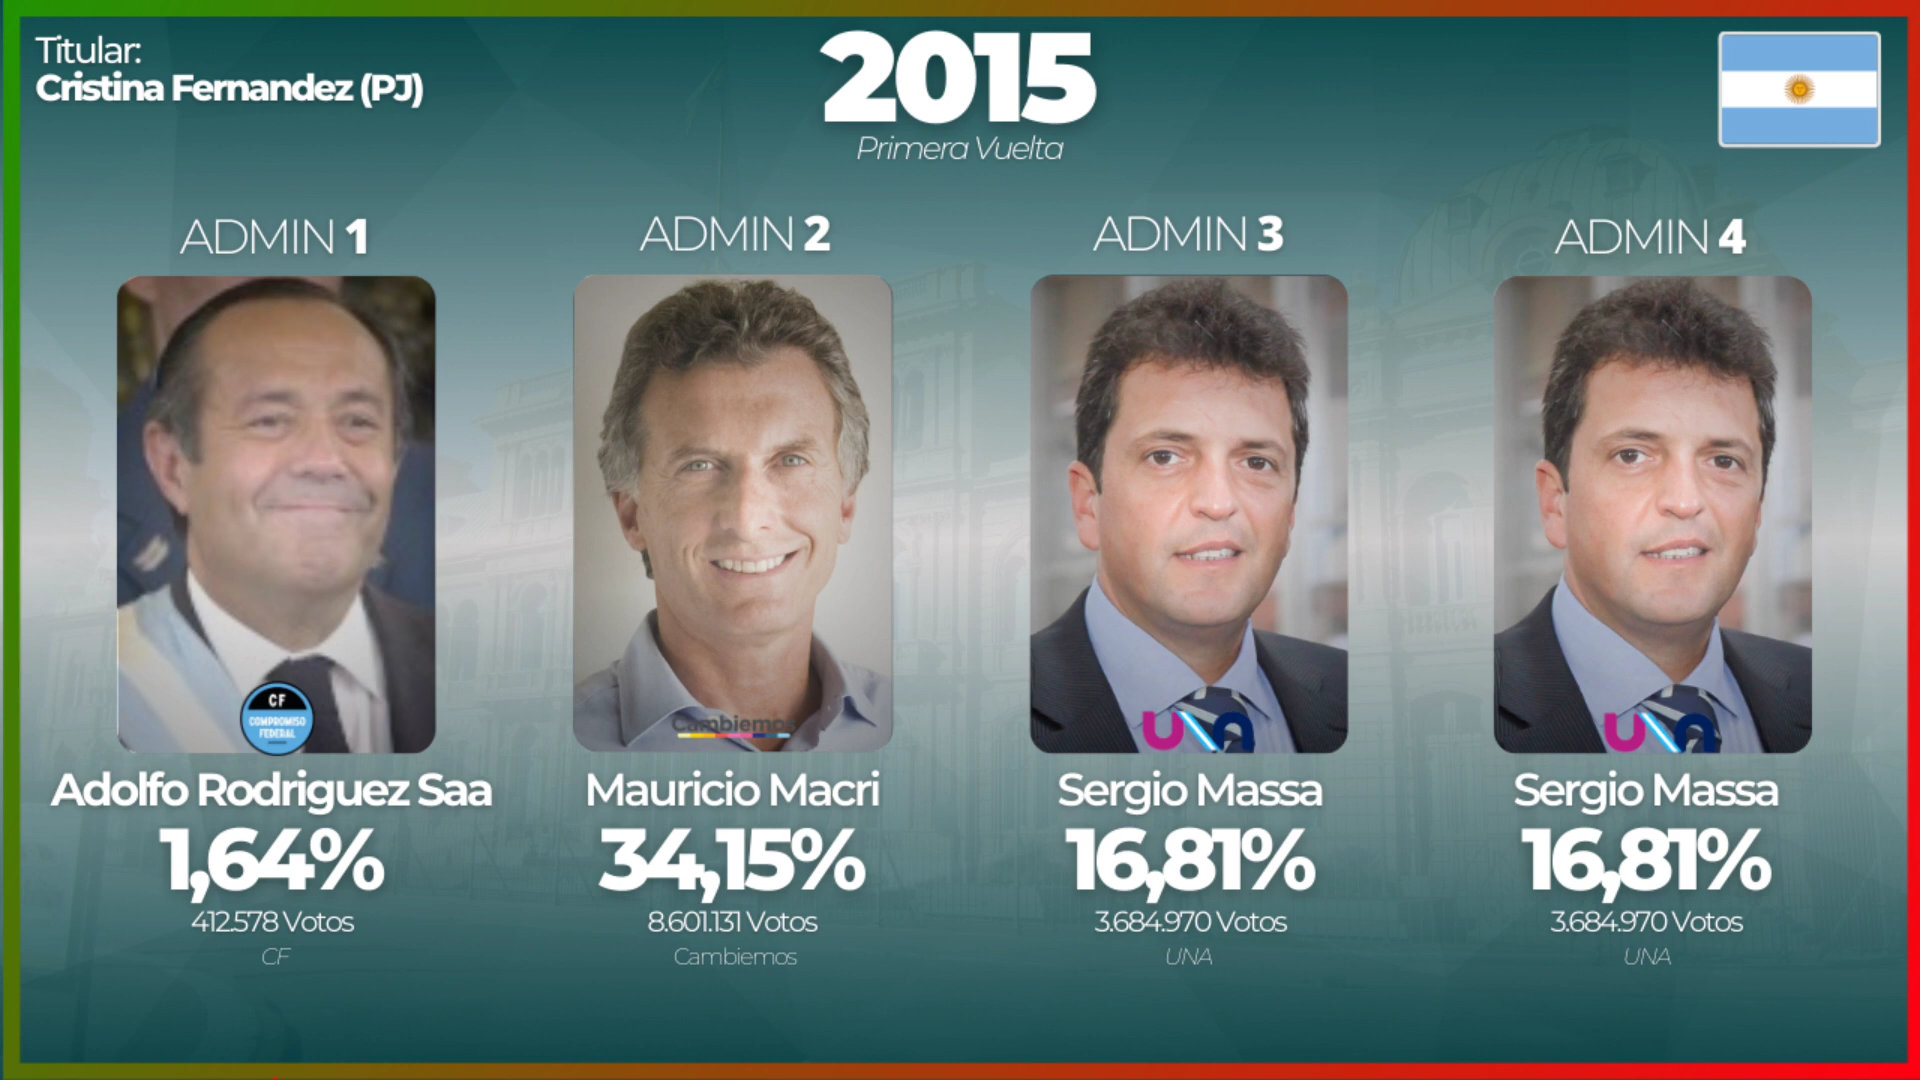 Titular:
Cristina Fernandez (PJ)
2015
Primera Vuelta
ADMIN 1
ADMIN 2
ADMIN 3
ADMIN 4
CF
COMPROMISO
FEDERAL
Cambiemos
UNA
UNA
Adolfo Rodriguez Saa
Mauricio Macri
Sergio Massa
Sergio Massa
1,64%
34,15%
16,81%
16,81%
412.578 Votos
8.601.131 Votos
3.684.970 Votos
3.684.970 Votos
CF
Cambiemos
UNA
UNA